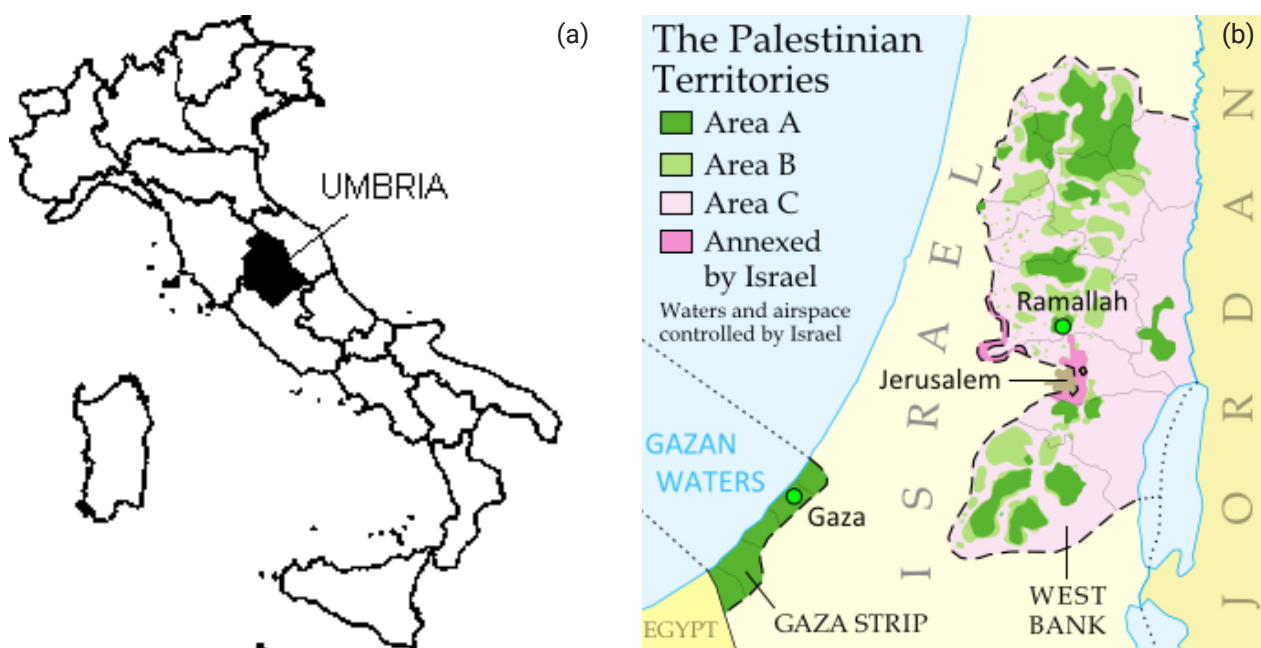 (a)
UMBRIA
(b)
The Palestinian
Territories
Area A
Area B
Area C
Annexed
by Israel
Waters and airspace
controlled by Israel
ISRAEL
JORDAN
Ramallah
Jerusalem
GAZAN
WATERS
Gaza
GAZA STRIP
EGYPT
WEST
BANK